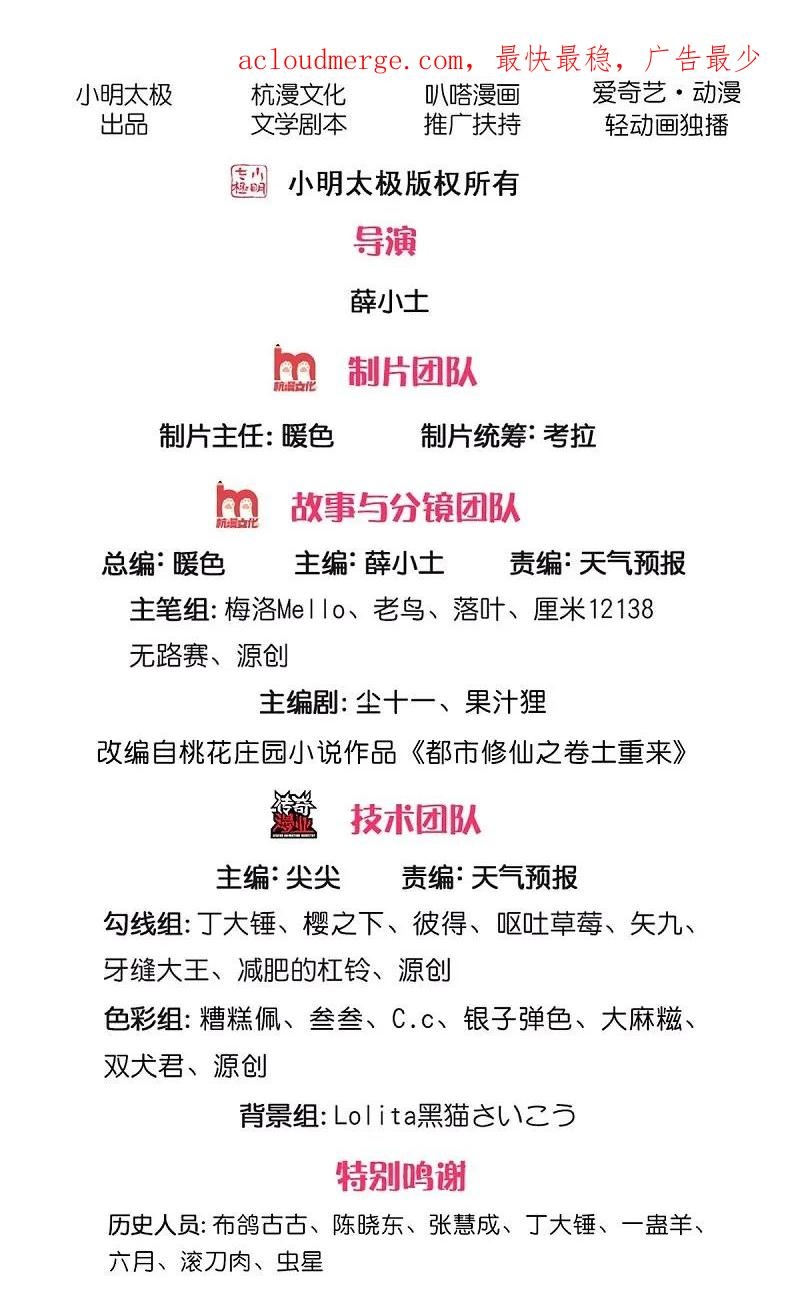 acloudmerge.com，最快最稳，广告最少
小明太极 杭漫文化 叭嗒漫画 爱奇艺·动漫
出品 文学剧本 推广扶持 轻动画独播
小明太极
小明太极版权所有
导演
薛小土
杭漫文化
制片团队
制片主任: 暖色 制片统筹: 考拉
杭漫文化
故事与分镜团队
总编: 暖色 主编: 薛小土 责编: 天气预报
主笔组: 梅洛Mello、老鸟、落叶、厘米12138
无路赛、源创
主编剧: 尘十一、果汁狸
改编自桃花庄园小说作品《都市修仙之卷土重来》
传奇漫业
技术团队
主编: 尖尖 责编: 天气预报
勾线组: 丁大锤、樱之下、彼得、呕吐草莓、矢九、
牙缝大王、减肥的杠铃、源创
色彩组: 糟糕佩、叁叁、C.c、银子弹色、大麻糍、
双犬君、源创
背景组: Lolita黑猫さいこう
特别鸣谢
历史人员: 布鸽古古、陈晓东、张慧成、丁大锤、一蛊羊、
六月、滚刀肉、虫星